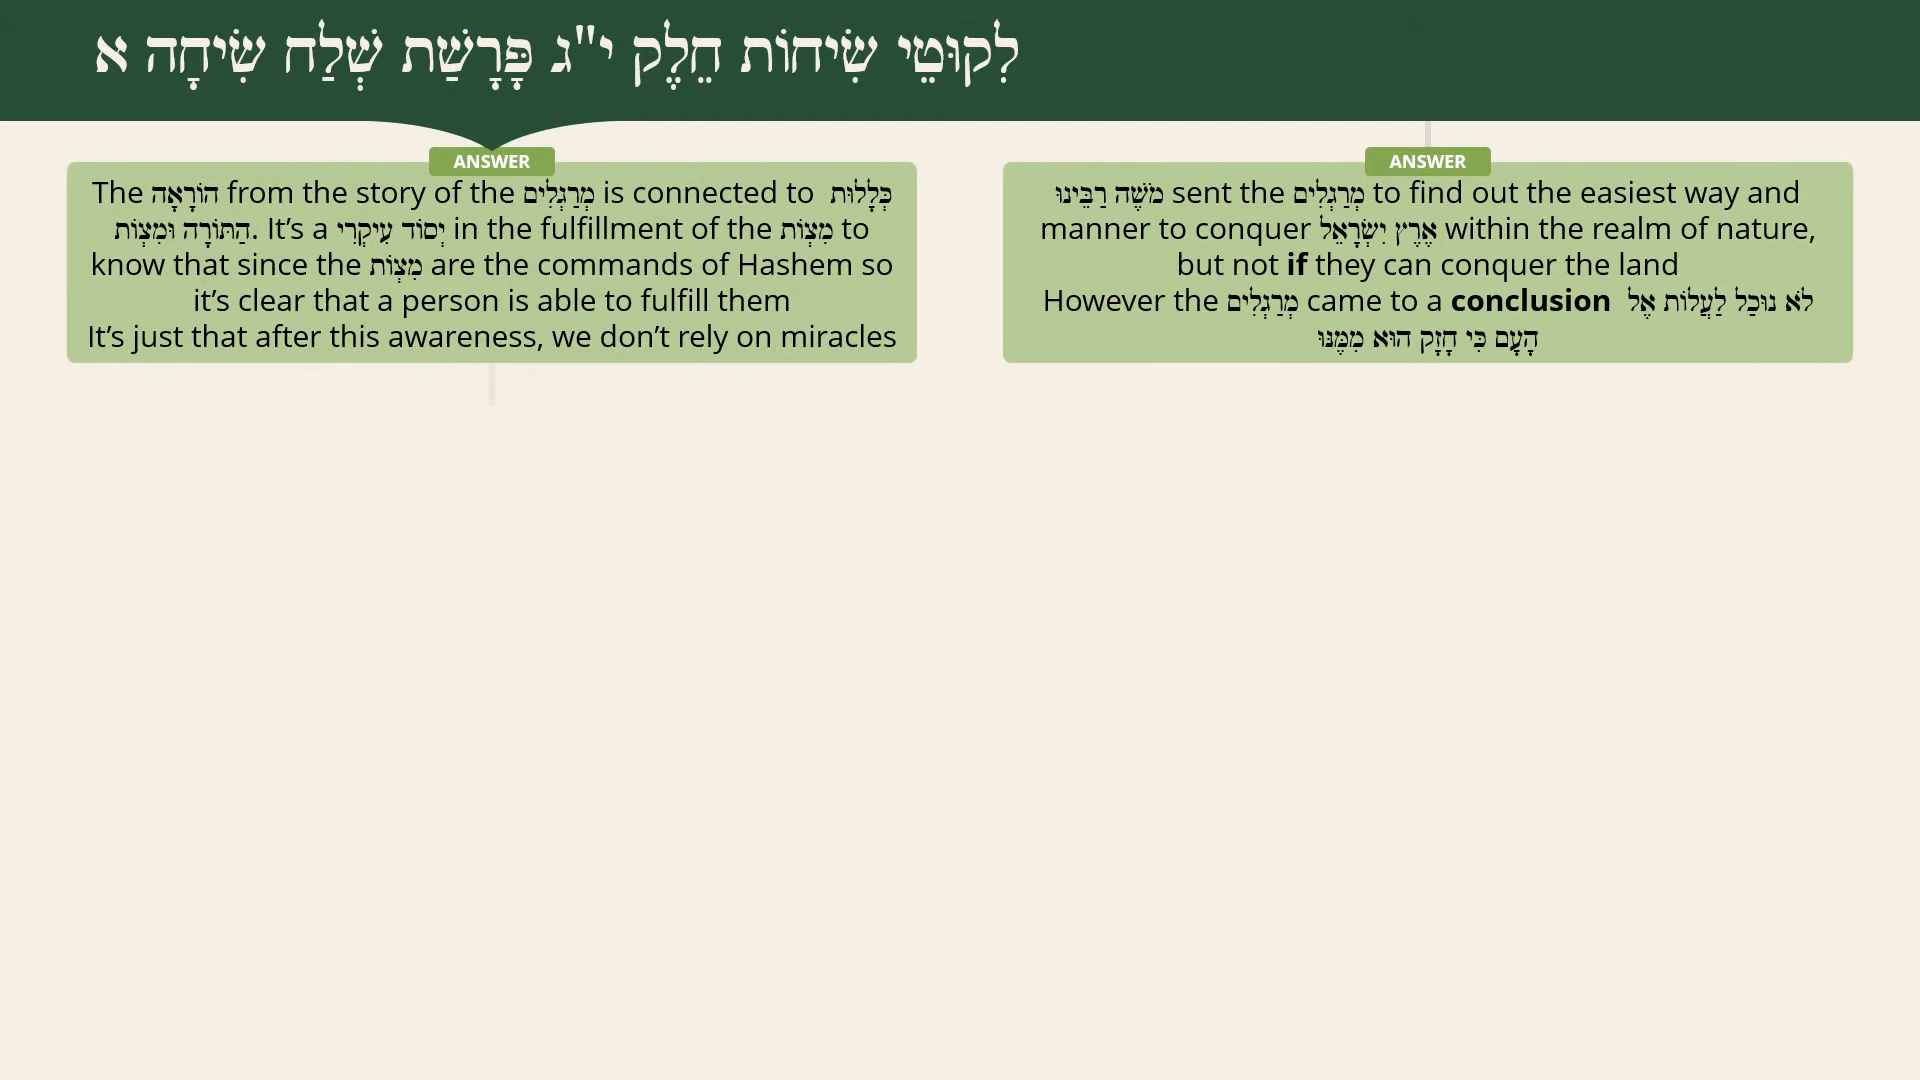 לִקוּטֵי שִׂיחוֹת חֵלֶק י"ג פָּרָשַׁת שְׁלַח שִׂיחָה א
ANSWER
The הוֹרָאָה from the story of the מְרַגְלִים is connected to כְּלָלוּת
הַתּוֹרָה וּמִצְוֹת. It’s a יְסוֹד עִיקְרִי in the fulfillment of the מִצְוֹת to
know that since the מִצְוֹת are the commands of Hashem so
it’s clear that a person is able to fulfill them
It’s just that after this awareness, we don’t rely on miracles
ANSWER
מֹשֶׁה רַבֵּינוּ sent the מְרַגְלִים to find out the easiest way and
manner to conquer אֶרֶץ יִשְׂרָאֵל within the realm of nature,
but not if they can conquer the land
However the מְרַגְלִים came to a conclusion לֹא נוּכַל לַעֲלוֹת אֶל
הָעָם כִּי חָזָק הוּא מִמֶּנּוּ